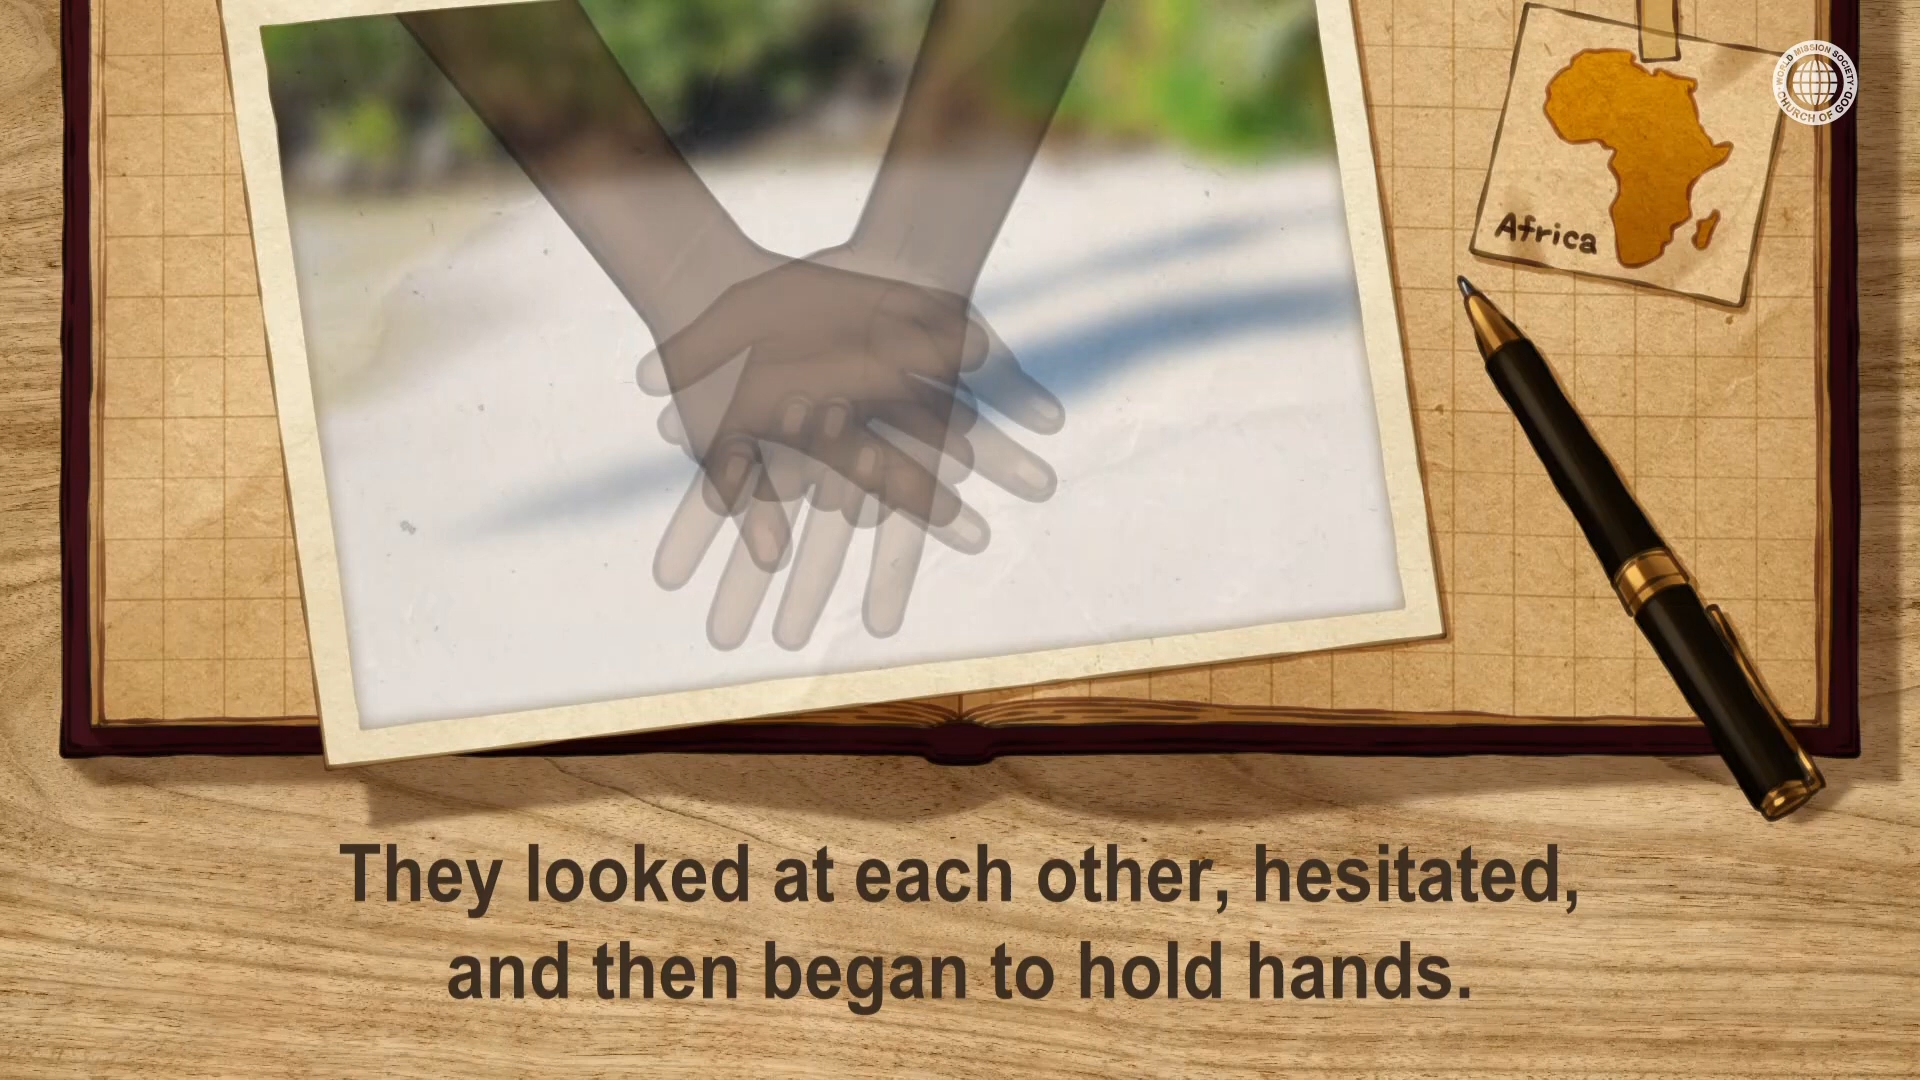 WORLD MISSION SOCIETY
CHURCH OF GOD
Africa
They looked at each other, hesitated,
and then began to hold hands.